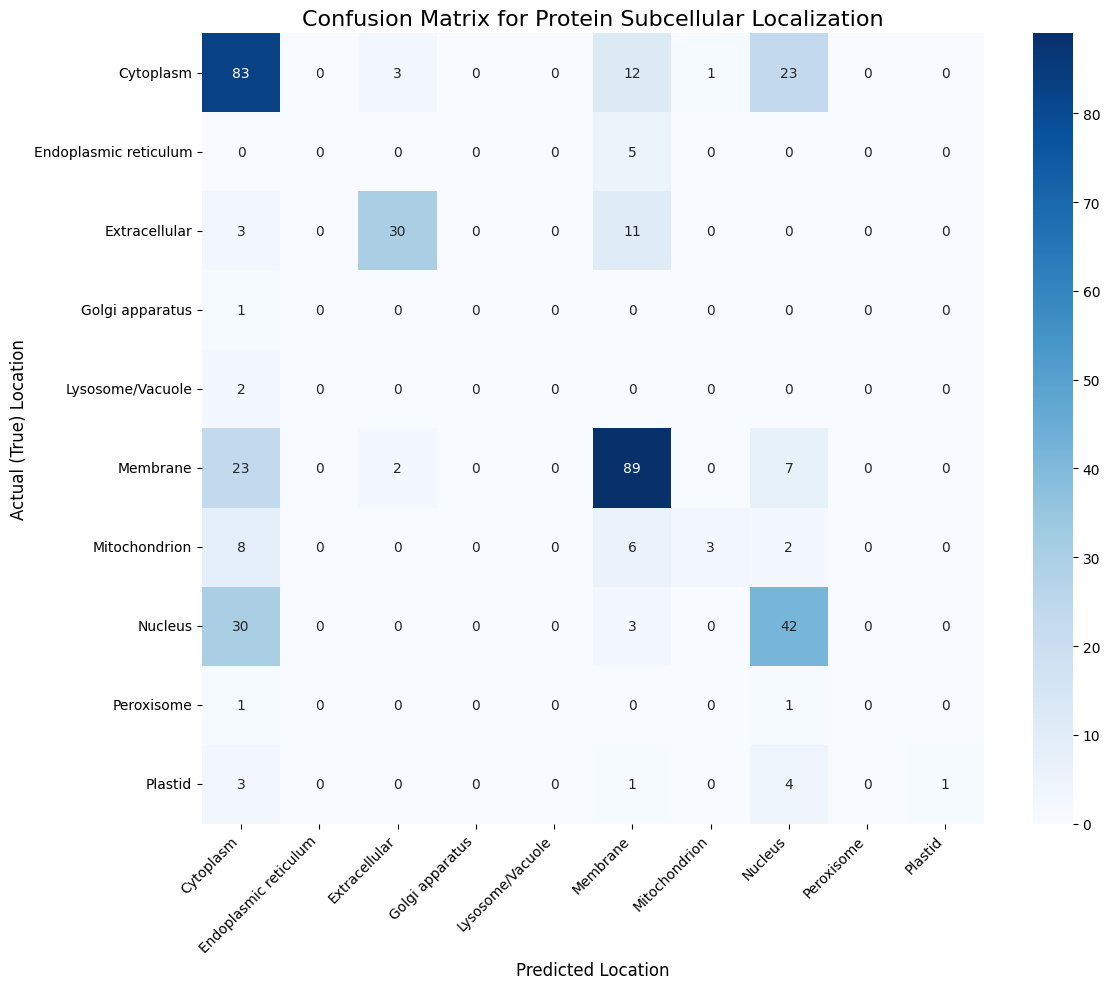 Confusion Matrix for Protein Subcellular Localization
Actual (True) Location
Cytoplasm 83 0 3 0 0 12 1 23 0 0
Endoplasmic reticulum 0 0 0 0 0 5 0 0 0 0
Extracellular 3 0 30 0 0 11 0 0 0 0
Golgi apparatus 1 0 0 0 0 0 0 0 0 0
Lysosome/Vacuole 2 0 0 0 0 0 0 0 0 0
Membrane 23 0 2 0 0 89 0 7 0 0
Mitochondrion 8 0 0 0 0 6 3 2 0 0
Nucleus 30 0 0 0 0 3 0 42 0 0
Peroxisome 1 0 0 0 0 0 0 1 0 0
Plastid 3 0 0 0 0 1 0 4 0 1
Cytoplasm
Endoplasmic reticulum
Extracellular
Golgi apparatus
Lysosome/Vacuole
Membrane
Mitochondrion
Nucleus
Peroxisome
Plastid
Predicted Location
80
70
60
50
40
30
20
10
0